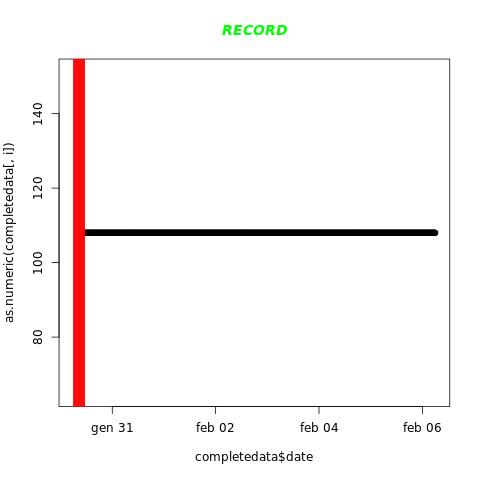 RECORD
as.numeric(completedata[, i])
140
120
100
80
gen 31
feb 02
feb 04
feb 06
completedata$date